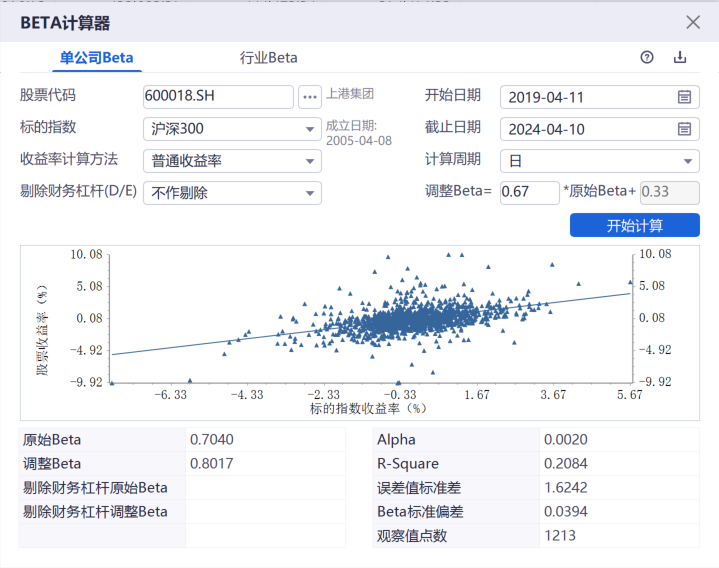 BETA计算器
单公司Beta 行业Beta
股票代码 600018.SH ... 上港集团 开始日期 2019-04-11
标的指数 沪深300 成立日期: 2005-04-08 截止日期 2024-04-10
收益率计算方法 普通收益率 计算周期 日
剔除财务杠杆(D/E) 不作剔除 调整Beta= 0.67 *原始Beta+ 0.33
开始计算
10.08 10.08
5.08 5.08
0.08 0.08
-4.92 -4.92
-9.92 -9.92
股票收益率（%）
-6.33 -4.33 -2.33 -0.33 1.67 3.67 5.67
标的指数收益率（%）
原始Beta 0.7040 Alpha 0.0020
调整Beta 0.8017 R-Square 0.2084
剔除财务杠杆原始Beta 误差值标准差 1.6242
剔除财务杠杆调整Beta Beta标准偏差 0.0394
观察值点数 1213